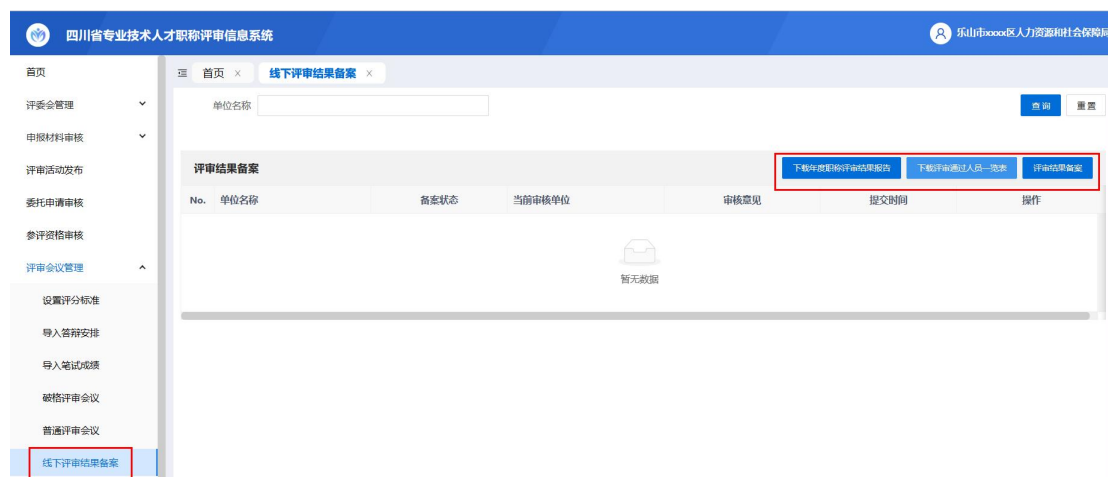 四川省专业技术人才职称评审信息系统
乐山市xxxx区人力资源和社会保障局
首页
首页 × 线下评审结果备案 ×
评委会管理
单位名称
查询 重置
申报材料审核
评审活动发布
评审结果备案
下载年度职称评审结果报告 下载评审通过人员一览表 评审结果备案
委托申请审核
No. 单位名称 备案状态 当前审核单位 审核意见 提交时间 操作
参评资格审核
评审会议管理
暂无数据
设置评分标准
导入答辩安排
导入笔试成绩
破格评审会议
普通评审会议
线下评审结果备案